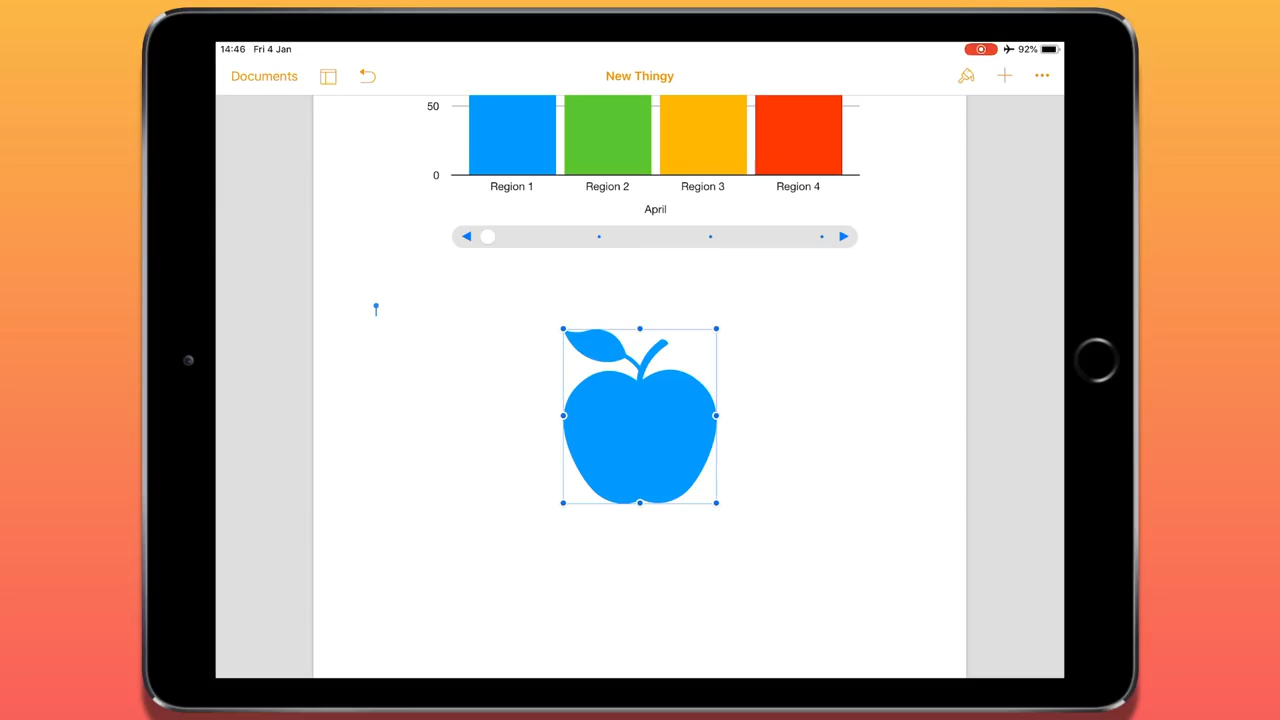 14:46 Fri 4 Jan 92%
Documents New Thingy
50
0
Region 1 Region 2 Region 3 Region 4
April